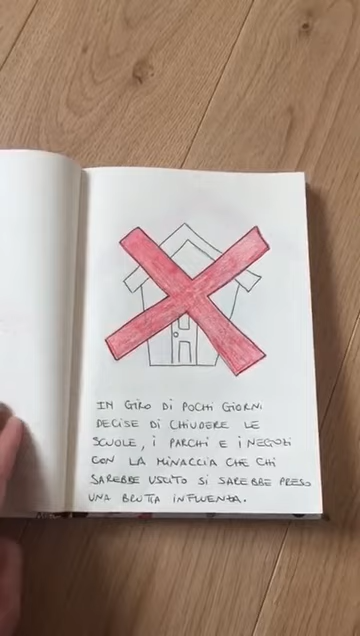 IN GIRO DI POCHI GIORNI
DECISE DI CHIUDERE LE
SCUOLE, I PARCHI E I NEGOZI
CON LA MINACCIA CHE CHI
SAREBBE USCITO SI SAREBBE PRESO
UNA BRUTTA INFLUENZA.